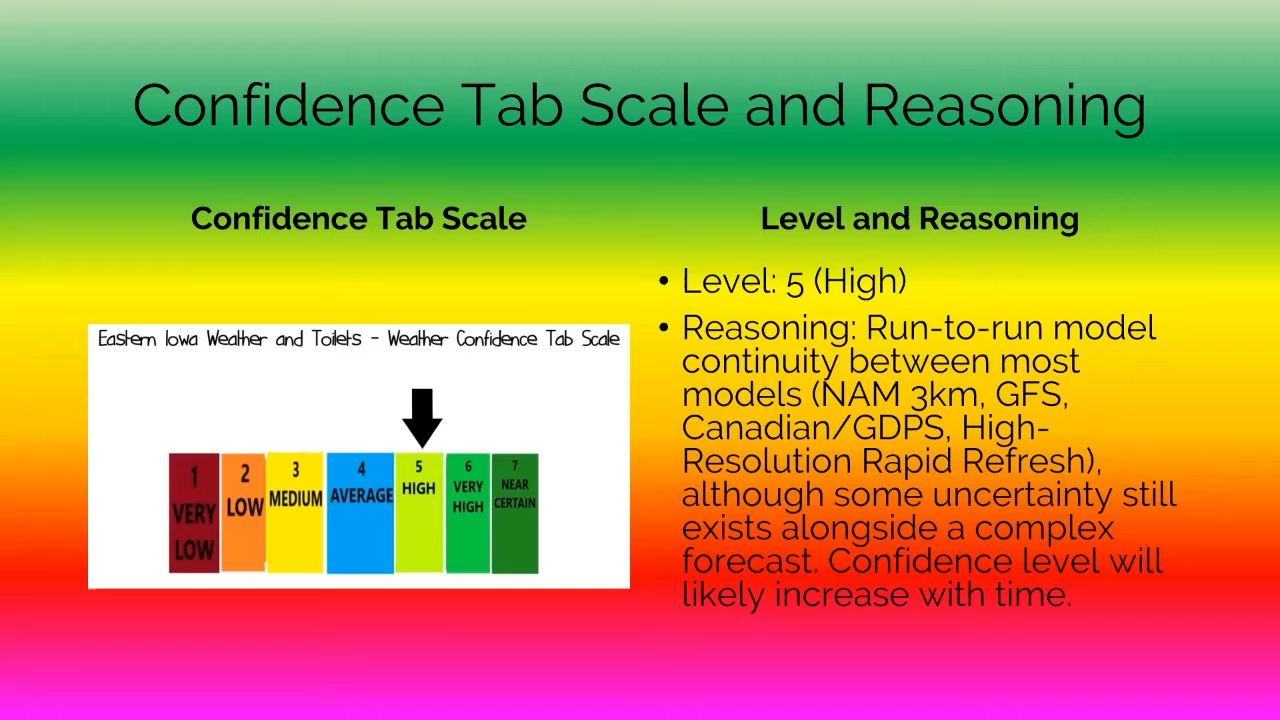 Confidence Tab Scale and Reasoning
Confidence Tab Scale
Eastern Iowa Weather and Toilets - Weather Confidence Tab Scale
1
VERY
LOW
2
LOW
3
MEDIUM
4
AVERAGE
5
HIGH
6
VERY
HIGH
7
NEAR
CERTAIN
Level and Reasoning
• Level: 5 (High)
• Reasoning: Run-to-run model
continuity between most
models (NAM 3km, GFS,
Canadian/GDPS, High-
Resolution Rapid Refresh),
although some uncertainty still
exists alongside a complex
forecast. Confidence level will
likely increase with time.